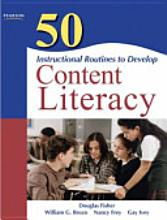 PEARSON
50
Instructional Routines to Develop
Content
Literacy
Douglas Fisher
William G. Brozo Nancy Frey Gay Ivey